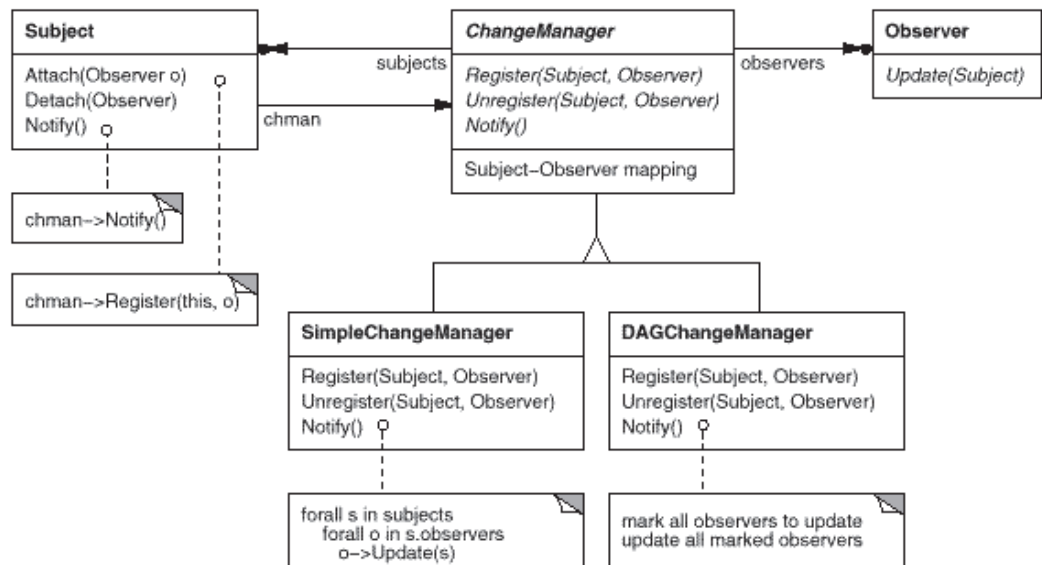 Subject
Attach(Observer o)
Detach(Observer)
Notify()
chman->Notify()
chman->Register(this, o)
subjects
chman
ChangeManager
Register(Subject, Observer)
Unregister(Subject, Observer)
Notify()
Subject-Observer mapping
observers
Observer
Update(Subject)
SimpleChangeManager
Register(Subject, Observer)
Unregister(Subject, Observer)
Notify()
forall s in subjects
forall o in s.observers
o->Update(s)
DAGChangeManager
Register(Subject, Observer)
Unregister(Subject, Observer)
Notify()
mark all observers to update
update all marked observers